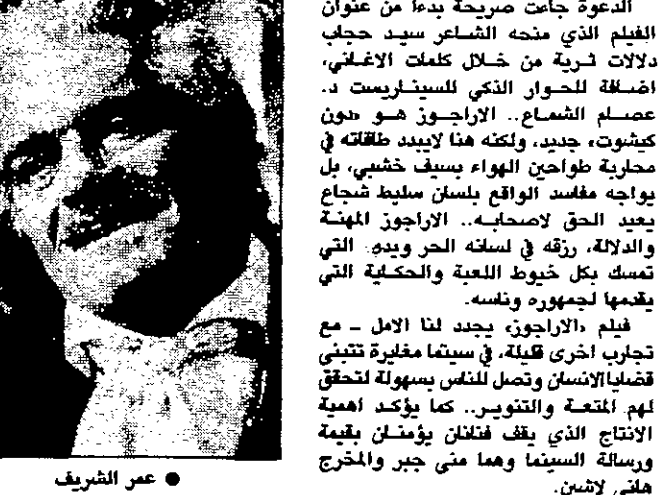 الدعوة جاءت صريحة بدءاً من عنوان
الفيلم الذي منحه الشاعر سيد حجاب
دلالات ثرية من خلال كلمات الاغاني،
اضافة للحوار الذكي للسيناريست د.
عصام الشماع.. الاراجوز هو «دون
كيشوت» جديد، ولكنه هنا لايبدد طاقاته في
محاربة طواحين الهواء بسيف خشبي، بل
يواجه مفاسد الواقع بلسان سليط شجاع
يعيد الحق لاصحابه.. الاراجوز المهنة
والدلالة، رزقه في لسانه الحر ويده. التي
تمسك بكل خيوط اللعبة والحكاية التي
يقدمها لجمهوره وناسه.
فيلم «الاراجوز» يجدد لنا الامل - مع
تجارب اخرى قليلة، في سينما مغايرة تتبنى
قضايا الانسان وتصل للناس بسهولة لتحقق
لهم المتعة والتنوير.. كما يؤكد اهمية
الانتاج الذي يقف فنانان يؤمنان بقيمة
ورسالة السينما وهما منى جبر والمخرج
هاني لاشين.
● عمر الشريف